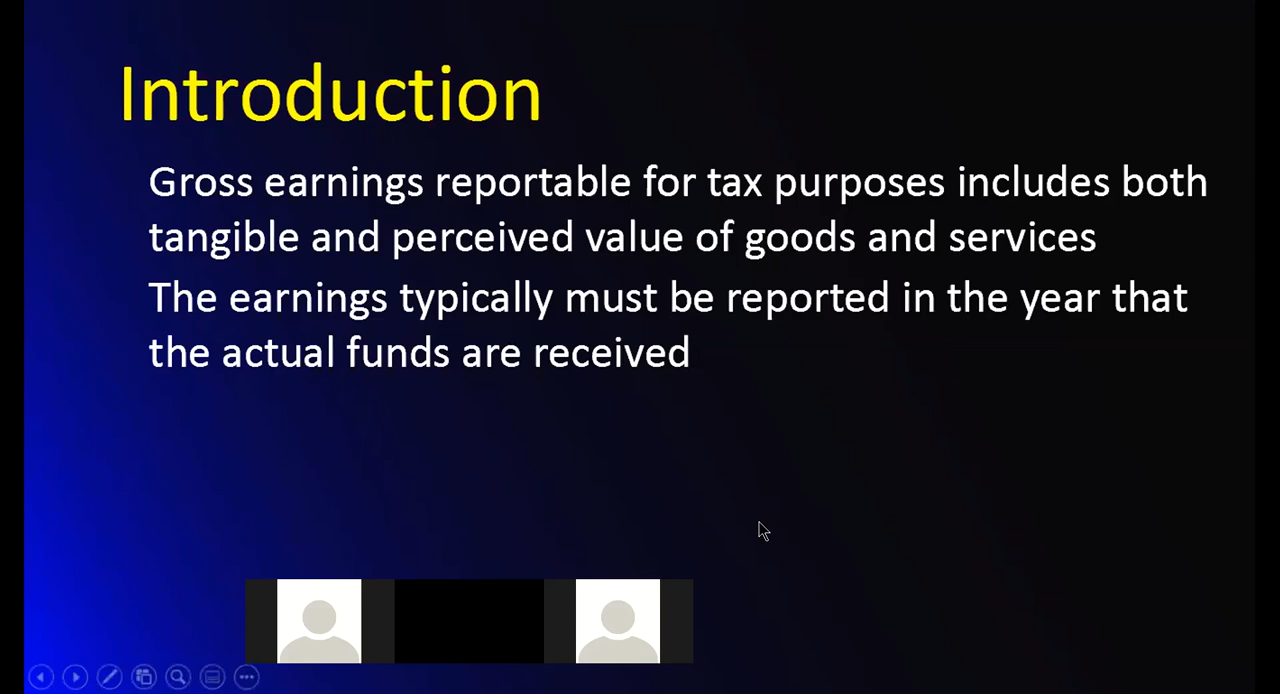 Introduction
Gross earnings reportable for tax purposes includes both
tangible and perceived value of goods and services
The earnings typically must be reported in the year that
the actual funds are received